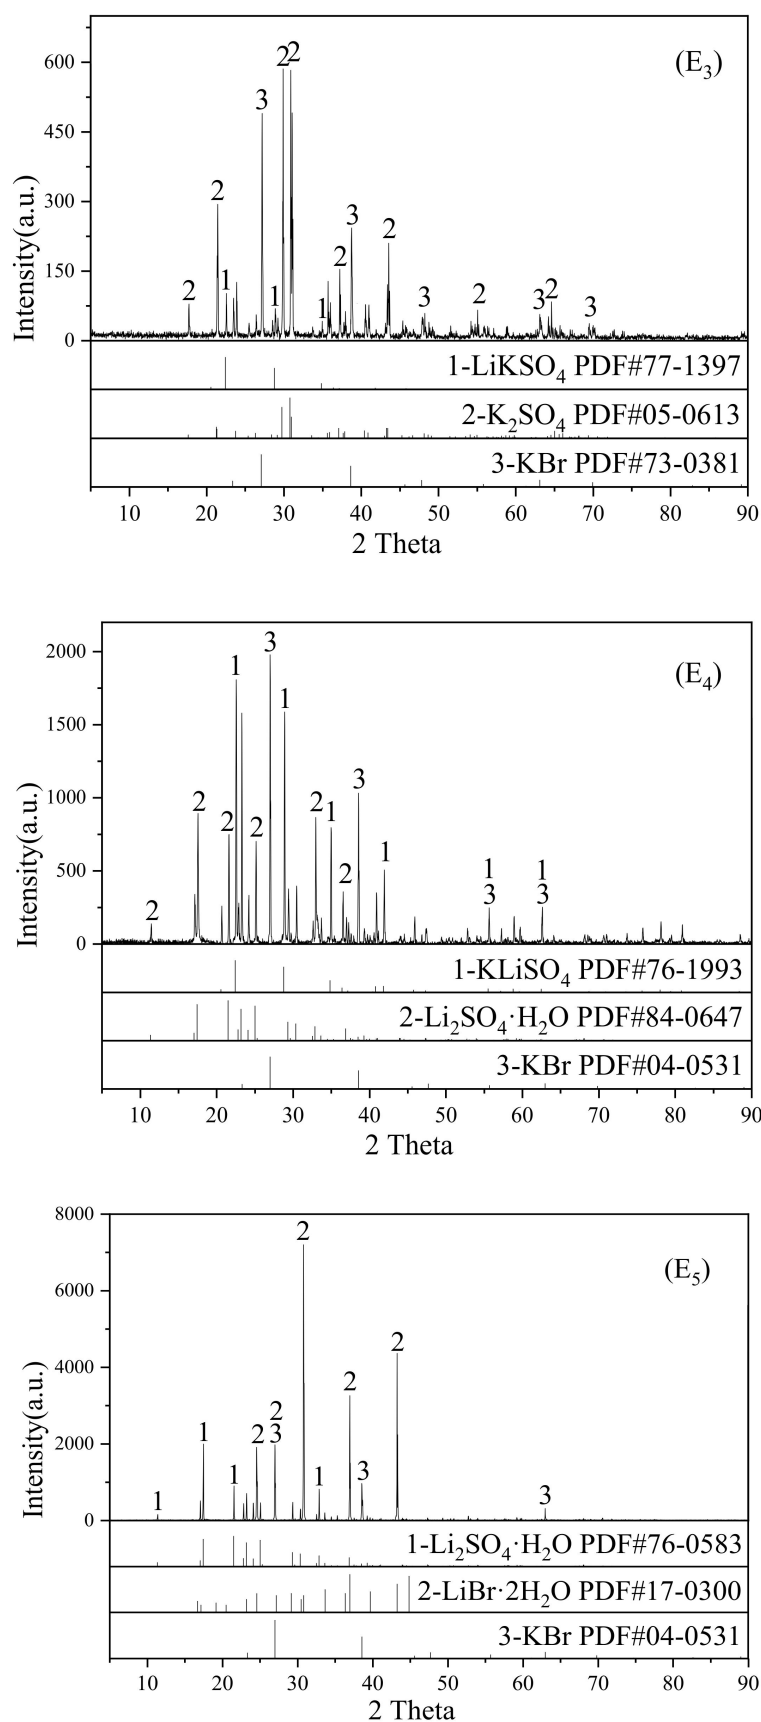 (E₃)
600
450
300
150
0
Intensity(a.u.)
2
2
1
3
1
2
2
1
2
3
2
3
2
3
2
3
1-LiKSO₄ PDF#77-1397
2-K₂SO₄ PDF#05-0613
3-KBr PDF#73-0381
10 20 30 40 50 60 70 80 90
2 Theta
(E₄)
2000
1500
1000
500
0
Intensity(a.u.)
2
2
2
1
2
3
1
2
1
2
3
1
1
3
1
3
1-KLiSO₄ PDF#76-1993
2-Li₂SO₄·H₂O PDF#84-0647
3-KBr PDF#04-0531
10 20 30 40 50 60 70 80 90
2 Theta
(E₅)
8000
6000
4000
2000
0
Intensity(a.u.)
1
1
1
2
2
3
2
1
2
3
2
3
1-Li₂SO₄·H₂O PDF#76-0583
2-LiBr·2H₂O PDF#17-0300
3-KBr PDF#04-0531
10 20 30 40 50 60 70 80 90
2 Theta